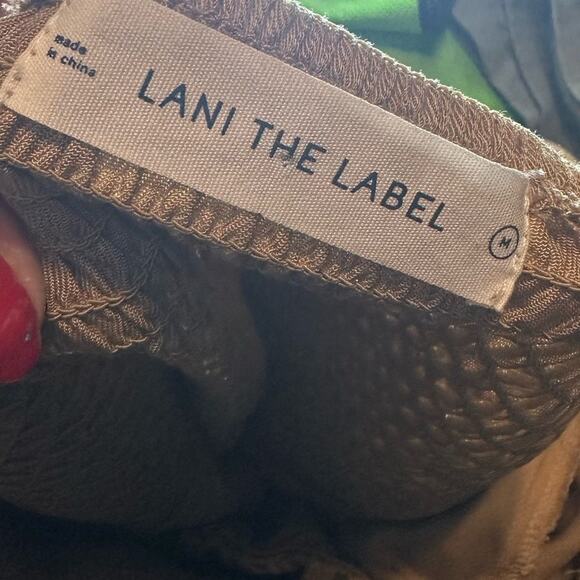 made
in china
LANI THE LABEL
M